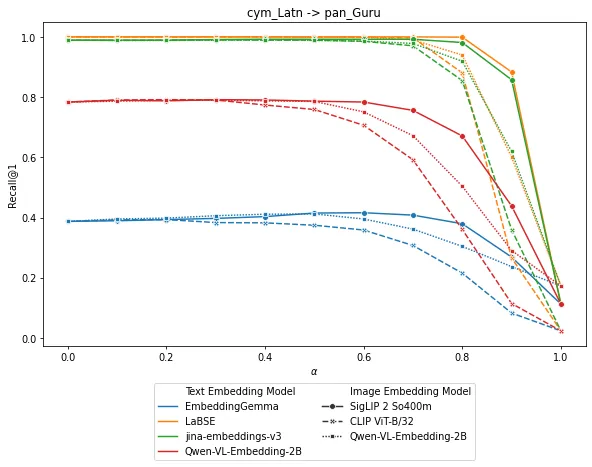 cym_Latn -> pan_Guru
Recall@1
1.0
0.8
0.6
0.4
0.2
0.0
0.0 0.2 0.4 0.6 0.8 1.0
α
Text Embedding Model
EmbeddingGemma
LaBSE
jina-embeddings-v3
Qwen-VL-Embedding-2B
Image Embedding Model
SigLIP 2 So400m
CLIP ViT-B/32
Qwen-VL-Embedding-2B